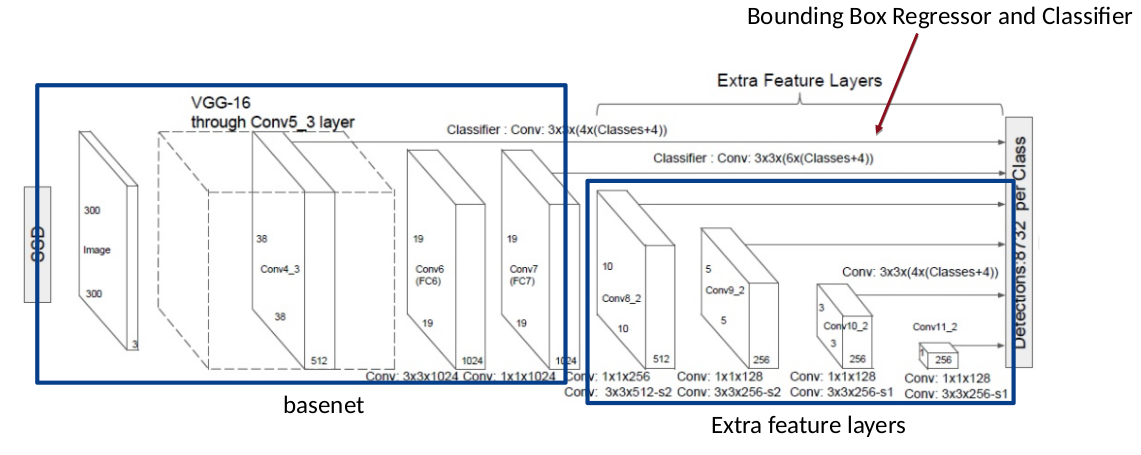 Bounding Box Regressor and Classifier
Extra Feature Layers
VGG-16
through Conv5_3 layer
Classifier : Conv: 3x3x(4x(Classes+4))
Classifier : Conv: 3x3x(6x(Classes+4))
SSD
300
Image
300
3
38
Conv4_3
38
512
19
Conv6
(FC6)
19
1024
19
Conv7
(FC7)
19
1024
10
Conv8_2
10
512
5
Conv9_2
5
256
Conv: 3x3x(4x(Classes+4))
3
Conv10_2
3
256
Conv11_2
1
256
Detections:8732 per Class
Conv: 3x3x1024
Conv: 1x1x1024
Conv: 1x1x256
Conv: 3x3x512-s2
Conv: 1x1x128
Conv: 3x3x256-s2
Conv: 1x1x128
Conv: 3x3x256-s1
Conv: 1x1x128
Conv: 3x3x256-s1
basenet
Extra feature layers